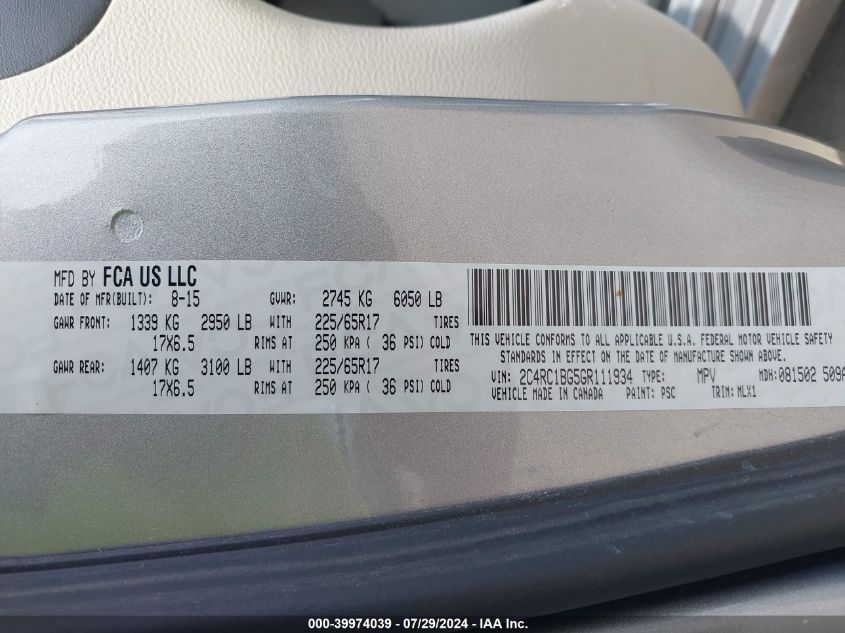 MFD BY FCA US LLC
DATE OF MFR(BUILT): 8-15 GVWR: 2745 KG 6050 LB
GAWR FRONT: 1339 KG 2950 LB WITH 225/65R17 TIRES
17X6.5 RIMS AT 250 KPA( 36 PSI) COLD
GAWR REAR: 1407 KG 3100 LB WITH 225/65R17 TIRES
17X6.5 RIMS AT 250 KPA ( 36 PSI) COLD
THIS VEHICLE CONFORMS TO ALL APPLICABLE U.S.A. FEDERAL MOTOR VEHICLE SAFETY
STANDARDS IN EFFECT ON THE DATE OF MANUFACTURE SHOWN ABOVE.
VIN: 2C4RC1BG5GR111934 TYPE: MPV MDH: 081502 509A
VEHICLE MADE IN CANADA PAINT: PSC TRIM: MLX1
000-39974039 - 07/29/2024 - IAA Inc.